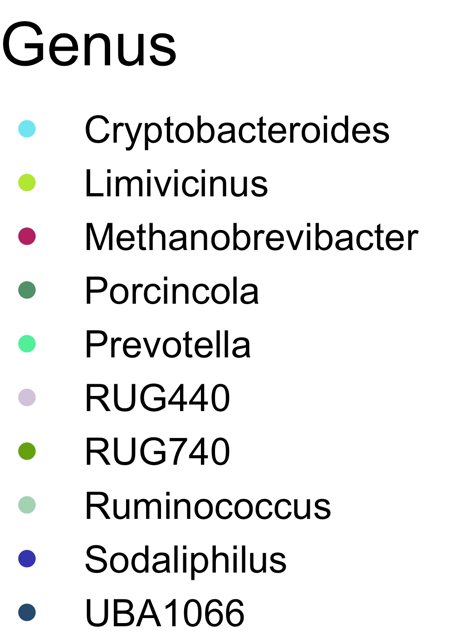 Genus
Cryptobacteroides
Limivicinus
Methanobrevibacter
Porcincola
Prevotella
RUG440
RUG740
Ruminococcus
Sodaliphilus
UBA1066